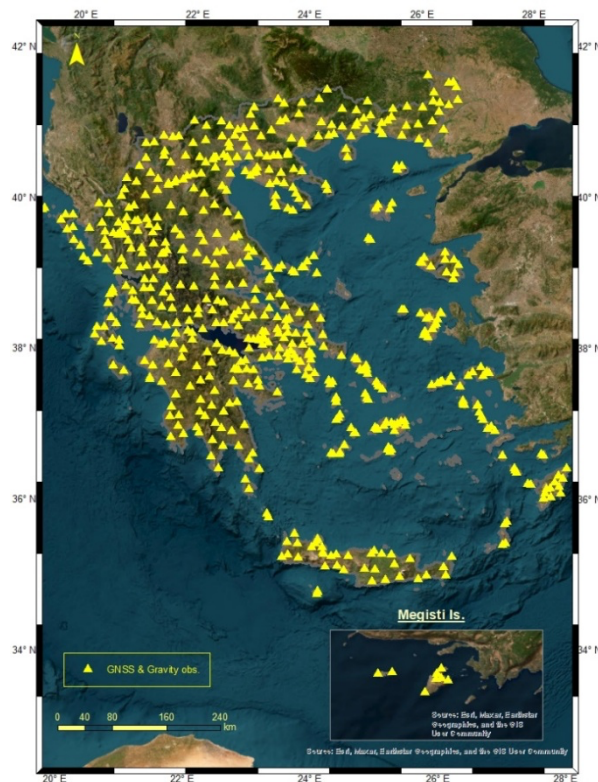 20° E 22° E 24° E 26° E 28° E
42° N 42° N
40° N 40° N
38° N 38° N
36° N 36° N
Megisti Is.
34° N 34° N
GNSS & Gravity obs.
Source: Esri, Maxar, Earthstar
Geographics, and the GIS
User Community
0 40 80 160 240
km
Source: Esri, Maxar, Earthstar Geographics, and the GIS User Community
20° E 22° E 24° E 26° E 28° E